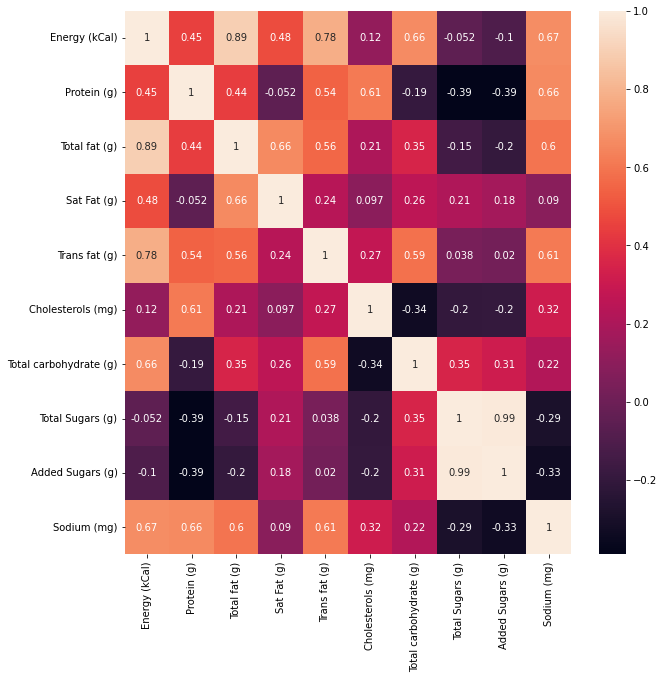 Energy (kCal) 1 0.45 0.89 0.48 0.78 0.12 0.66 -0.052 -0.1 0.67
Protein (g) 0.45 1 0.44 -0.052 0.54 0.61 -0.19 -0.39 -0.39 0.66
Total fat (g) 0.89 0.44 1 0.66 0.56 0.21 0.35 -0.15 -0.2 0.6
Sat Fat (g) 0.48 -0.052 0.66 1 0.24 0.097 0.26 0.21 0.18 0.09
Trans fat (g) 0.78 0.54 0.56 0.24 1 0.27 0.59 0.038 0.02 0.61
Cholesterols (mg) 0.12 0.61 0.21 0.097 0.27 1 -0.34 -0.2 -0.2 0.32
Total carbohydrate (g) 0.66 -0.19 0.35 0.26 0.59 -0.34 1 0.35 0.31 0.22
Total Sugars (g) -0.052 -0.39 -0.15 0.21 0.038 -0.2 0.35 1 0.99 -0.29
Added Sugars (g) -0.1 -0.39 -0.2 0.18 0.02 -0.2 0.31 0.99 1 -0.33
Sodium (mg) 0.67 0.66 0.6 0.09 0.61 0.32 0.22 -0.29 -0.33 1
Energy (kCal)
Protein (g)
Total fat (g)
Sat Fat (g)
Trans fat (g)
Cholesterols (mg)
Total carbohydrate (g)
Total Sugars (g)
Added Sugars (g)
Sodium (mg)
1.0
0.8
0.6
0.4
0.2
0.0
−0.2